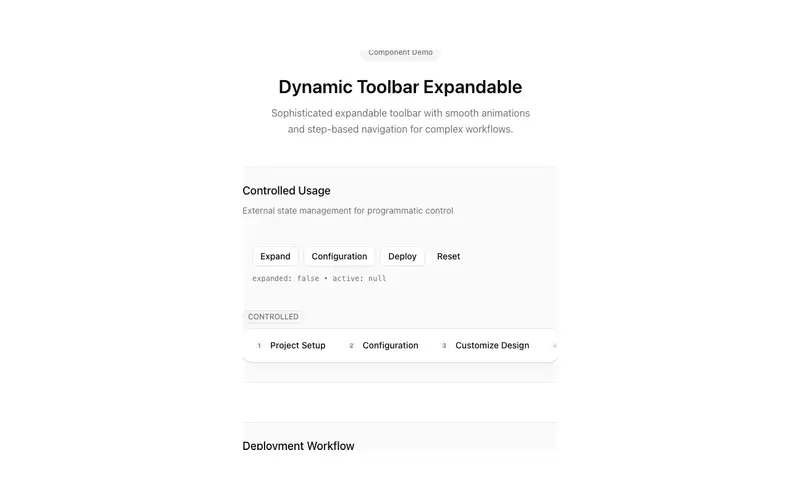 Component Demo
Dynamic Toolbar Expandable
Sophisticated expandable toolbar with smooth animations
and step-based navigation for complex workflows.
Controlled Usage
External state management for programmatic control
Expand Configuration Deploy Reset
expanded: false • active: null
CONTROLLED
1 Project Setup 2 Configuration 3 Customize Design
Deployment Workflow